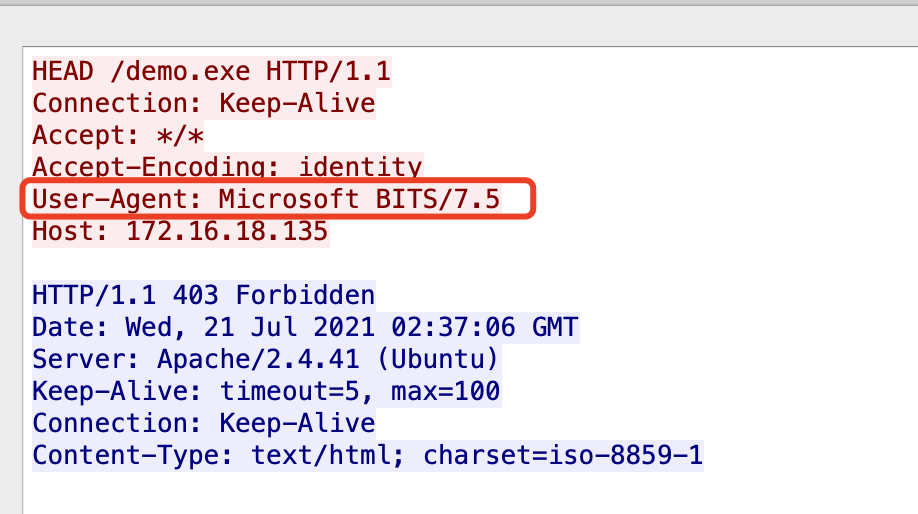 HEAD /demo.exe HTTP/1.1
Connection: Keep-Alive
Accept: */*
Accept-Encoding: identity
User-Agent: Microsoft BITS/7.5
Host: 172.16.18.135
HTTP/1.1 403 Forbidden
Date: Wed, 21 Jul 2021 02:37:06 GMT
Server: Apache/2.4.41 (Ubuntu)
Keep-Alive: timeout=5, max=100
Connection: Keep-Alive
Content-Type: text/html; charset=iso-8859-1